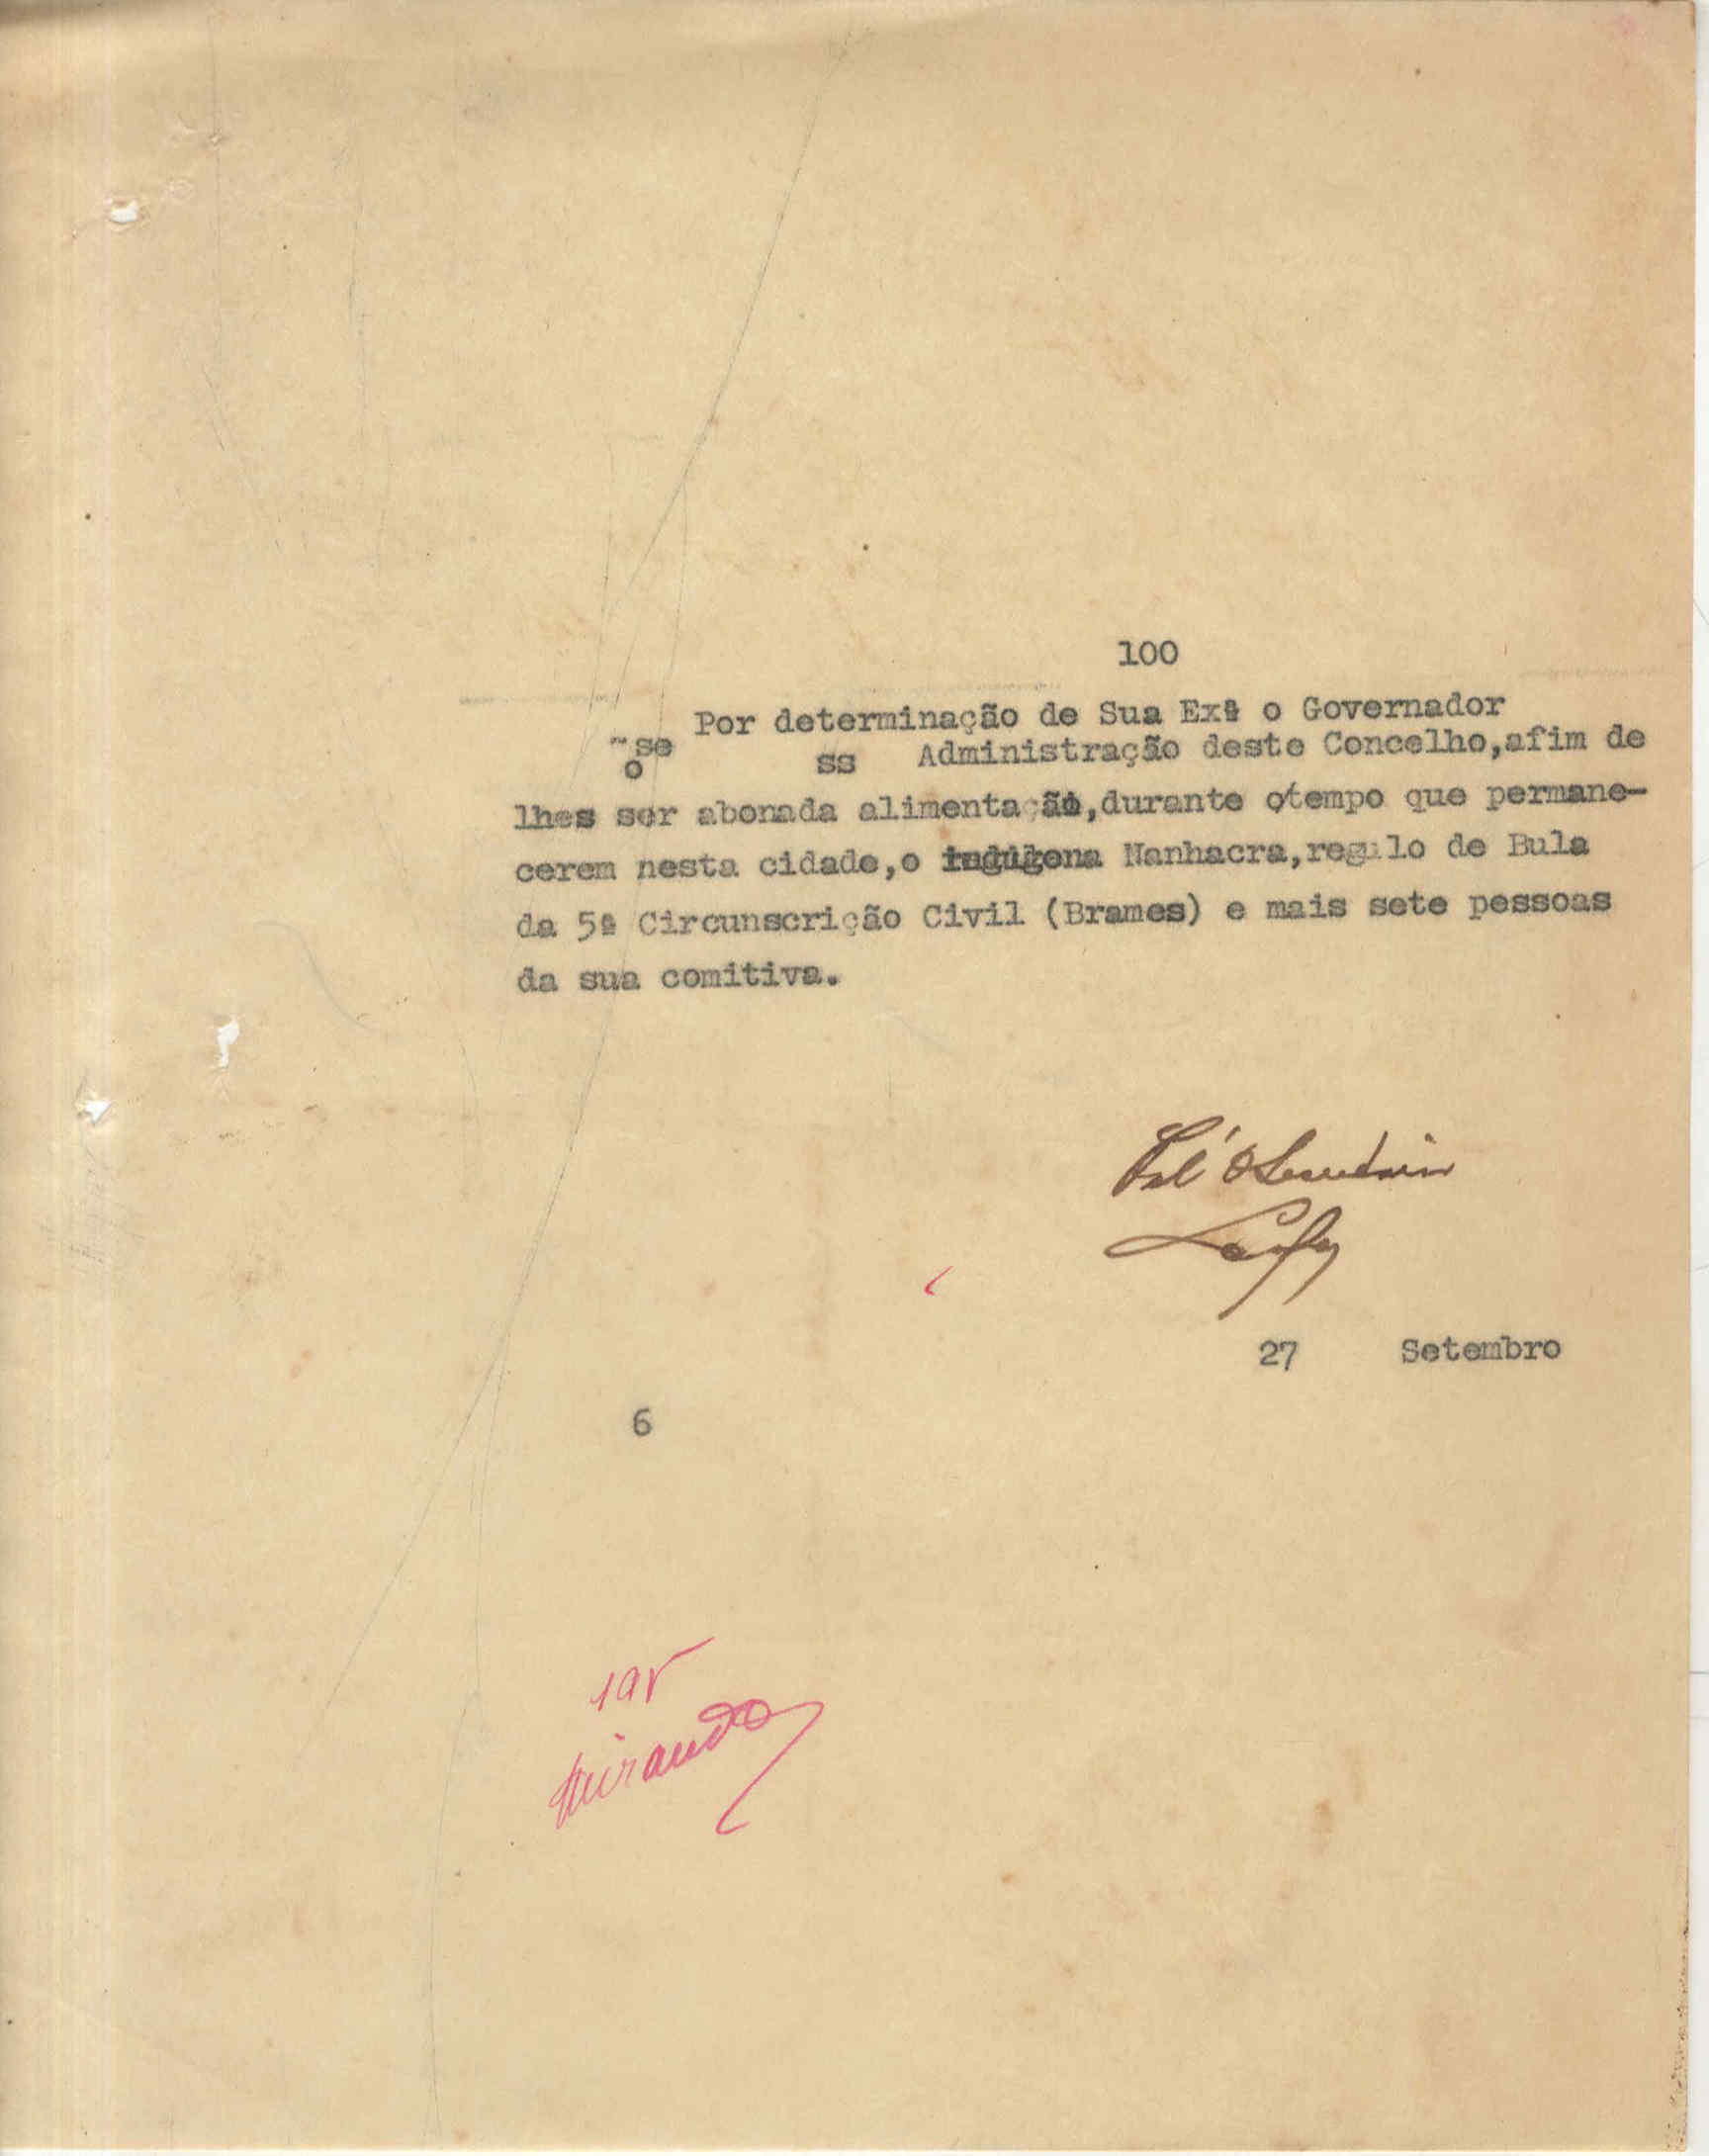 100
Por determinação de Sua Exª o Governador
~se
o ss Administração deste Concelho,afim de
lhes ser abonada alimentação,durante o/tempo que permane-
cerem nesta cidade,o indígena Nanhacra,regulo de Bula
da 5ª Circunscrição Civil (Brames) e mais sete pessoas
da sua comitiva.
27 Setembro
6
Miranda